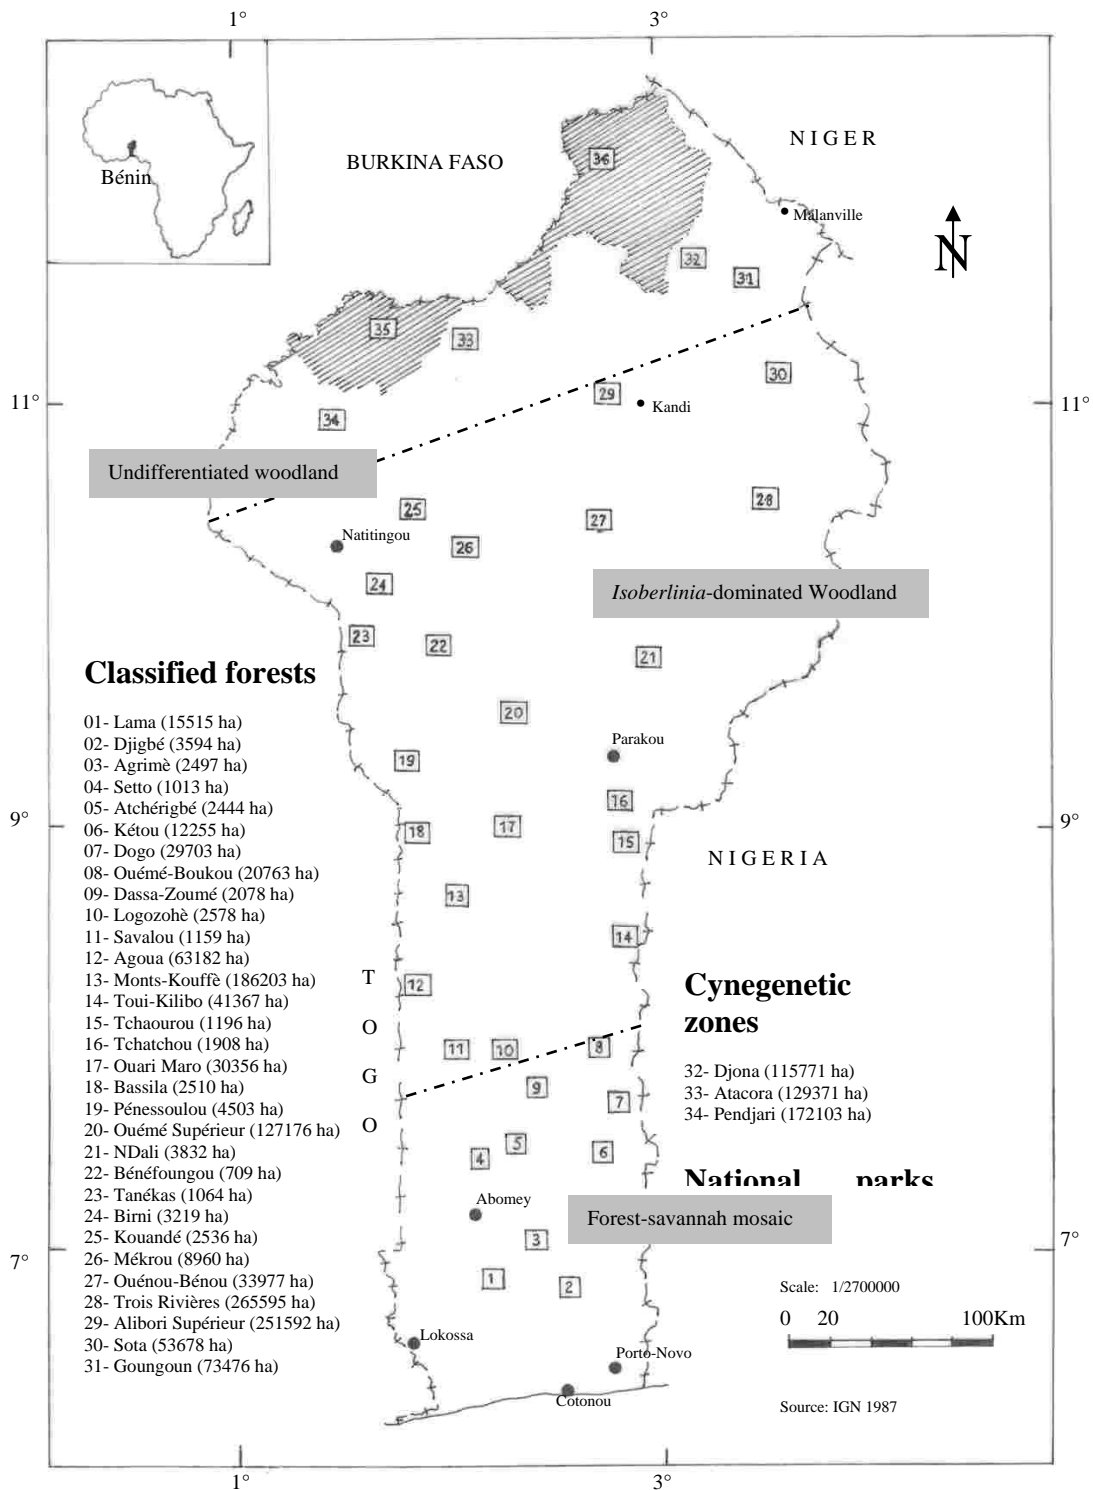 1°
3°
NIGER
BURKINA FASO
Bénin
36
Malanville
N
32
31
35
33
30
29
11°
Kandi
11°
34
Undifferentiated woodland
28
25
27
Natitingou
26
24
Isoberlinia-dominated Woodland
23
22
21
Classified forests
20
01- Lama (15515 ha)
02- Djigbé (3594 ha)
03- Agrimè (2497 ha)
04- Setto (1013 ha)
05- Atchérigbé (2444 ha)
06- Kétou (12255 ha)
07- Dogo (29703 ha)
08- Ouémé-Boukou (20763 ha)
09- Dassa-Zoumé (2078 ha)
10- Logozohè (2578 ha)
11- Savalou (1159 ha)
12- Agoua (63182 ha)
13- Monts-Kouffè (186203 ha)
14- Toui-Kilibo (41367 ha)
15- Tchaourou (1196 ha)
16- Tchatchou (1908 ha)
17- Ouari Maro (30356 ha)
18- Bassila (2510 ha)
19- Pénessoulou (4503 ha)
20- Ouémé Supérieur (127176 ha)
21- NDali (3832 ha)
22- Bénéfoungou (709 ha)
23- Tanékas (1064 ha)
24- Birni (3219 ha)
25- Kouandé (2536 ha)
26- Mékrou (8960 ha)
27- Ouénou-Bénou (33977 ha)
28- Trois Rivières (265595 ha)
29- Alibori Supérieur (251592 ha)
30- Sota (53678 ha)
31- Goungoun (73476 ha)
Parakou
19
16
9°
18
17
9°
15
NIGERIA
13
14
TOGO
12
Cynegenetic
zones
11
10
8
32- Djona (115771 ha)
33- Atacora (129371 ha)
34- Pendjari (172103 ha)
9
7
5
6
4
National parks
Abomey
Forest-savannah mosaic
3
7°
7°
1
2
Scale: 1/2700000
0 20 100Km
Lokossa
Porto-Novo
Cotonou
Source: IGN 1987
1°
3°